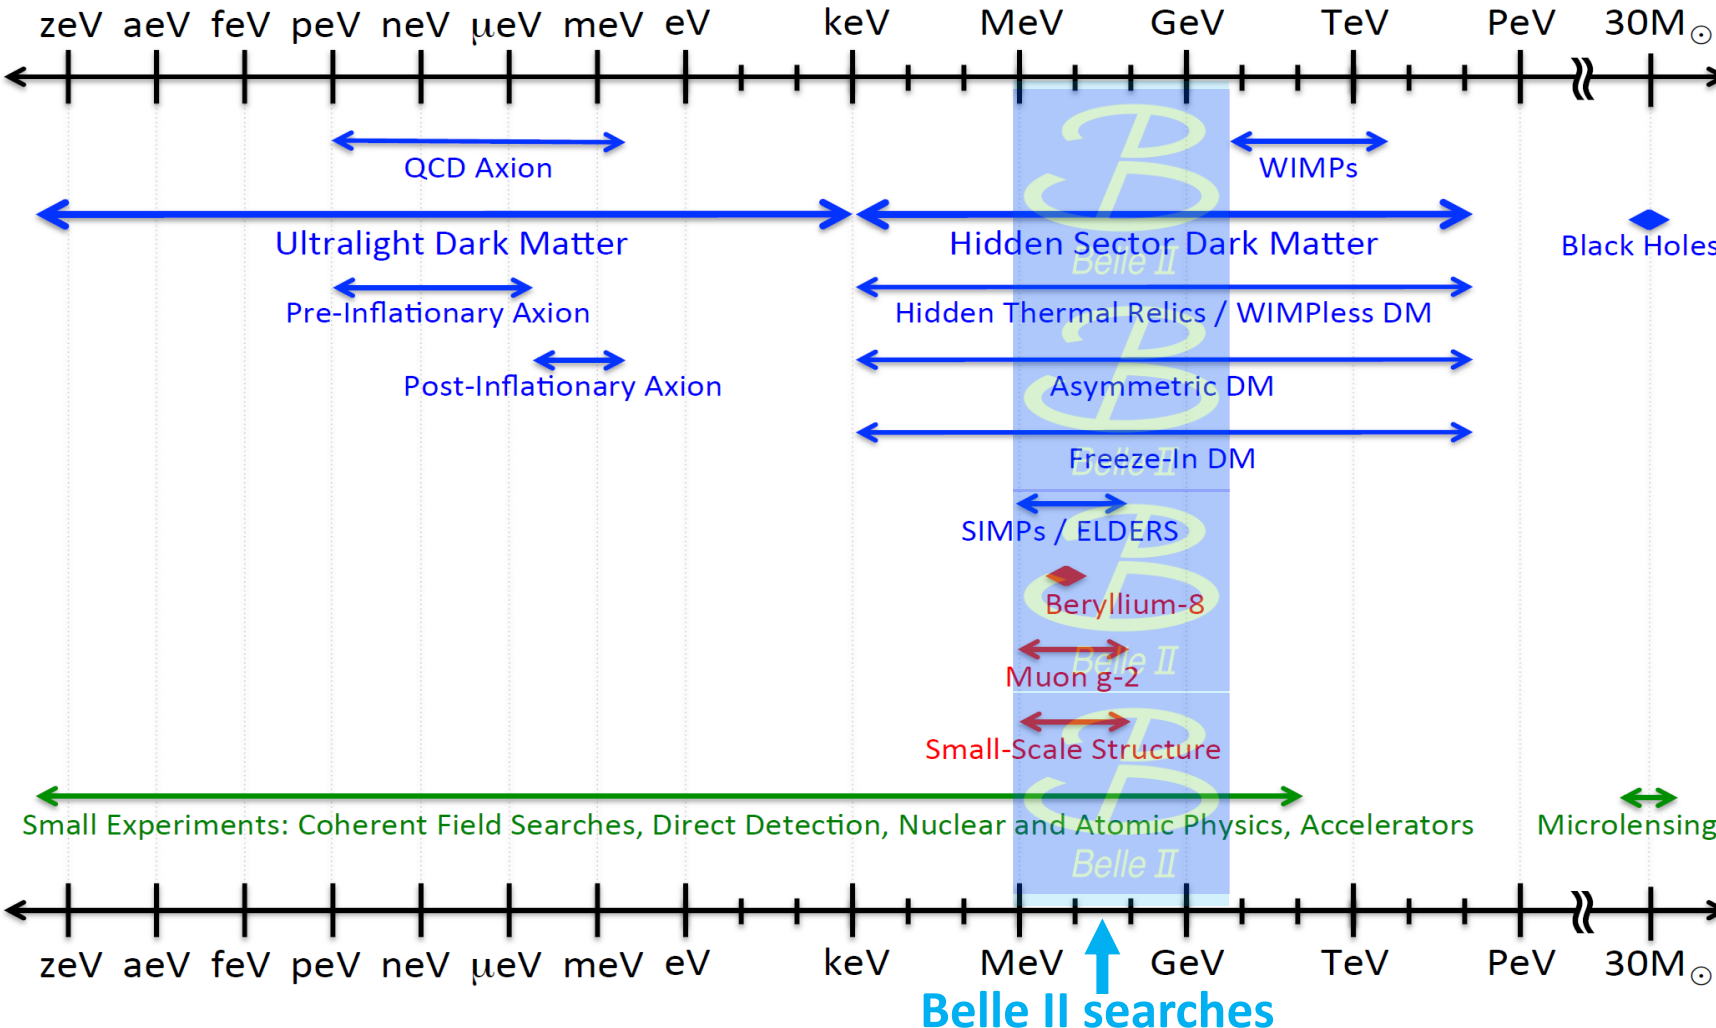 zeV aeV feV peV neV μeV meV eV keV MeV GeV TeV PeV 30M☉
QCD Axion
WIMPs
Ultralight Dark Matter
Hidden Sector Dark Matter
Black Holes
Belle II
Pre-Inflationary Axion
Hidden Thermal Relics / WIMPless DM
Post-Inflationary Axion
Asymmetric DM
Freeze-In DM
Belle II
SIMPs / ELDERS
Beryllium-8
Belle II
Muon g-2
Small-Scale Structure
Small Experiments: Coherent Field Searches, Direct Detection, Nuclear and Atomic Physics, Accelerators
Microlensing
Belle II
zeV aeV feV peV neV μeV meV eV keV MeV GeV TeV PeV 30M☉
Belle II searches